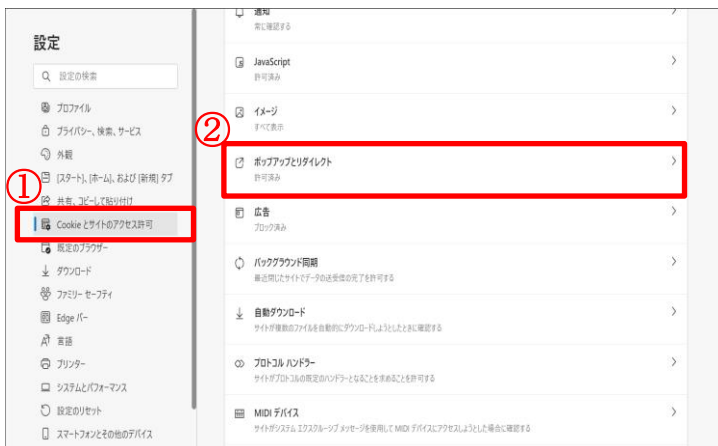 設定
設定の検索
プロファイル
プライバシー、検索、サービス
外観
[スタート]、[ホーム]、および [新規] タブ
①
共有、コピーして貼り付け
Cookie とサイトのアクセス許可
既定のブラウザー
ダウンロード
ファミリー セーフティ
Edge バー
言語
プリンター
システムとパフォーマンス
設定のリセット
スマートフォンとその他のデバイス
通知
常に確認する
JavaScript
許可済み
イメージ
すべて表示
②
ポップアップとリダイレクト
許可済み
広告
ブロック済み
バックグラウンド同期
最近閉じたサイトでデータの送受信の完了を許可する
自動ダウンロード
サイトが複数のファイルを自動的にダウンロードしようとしたときに確認する
プロトコル ハンドラー
サイトがプロトコルの既定のハンドラーとなることを求めることを許可する
MIDI デバイス
サイトがシステム エクスクルーシブ メッセージを使用して MIDI デバイスにアクセスしようとした場合に確認する